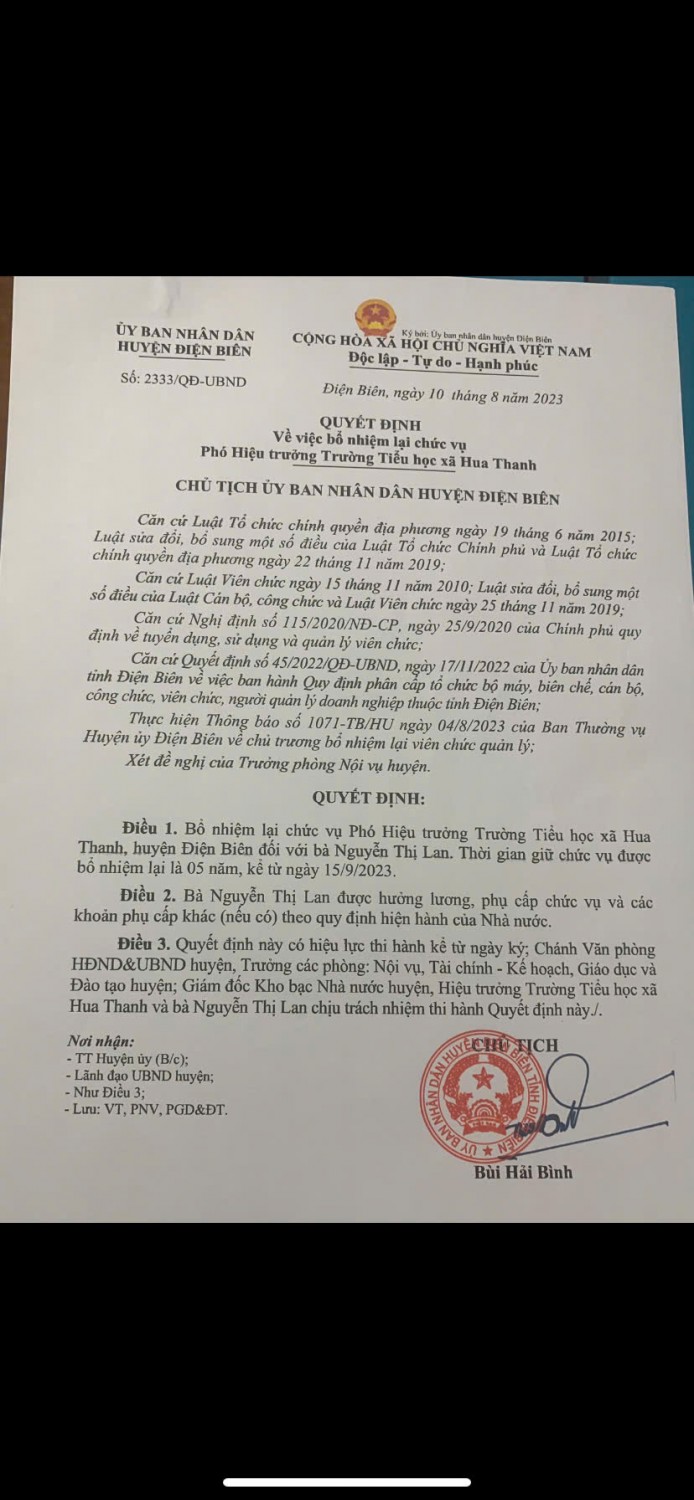 Ký bởi: Ủy ban nhân dân huyện Điện Biên
ỦY BAN NHÂN DÂN
HUYỆN ĐIỆN BIÊN
CỘNG HÒA XÃ HỘI CHỦ NGHĨA VIỆT NAM
Độc lập - Tự do - Hạnh phúc
Số: 2333/QĐ-UBND
Điện Biên, ngày 10 tháng 8 năm 2023
QUYẾT ĐỊNH
Về việc bổ nhiệm lại chức vụ
Phó Hiệu trưởng Trường Tiểu học xã Hua Thanh
CHỦ TỊCH ỦY BAN NHÂN DÂN HUYỆN ĐIỆN BIÊN
Căn cứ Luật Tổ chức chính quyền địa phương ngày 19 tháng 6 năm 2015;
Luật sửa đổi, bổ sung một số điều của Luật Tổ chức Chính phủ và Luật Tổ chức
chính quyền địa phương ngày 22 tháng 11 năm 2019;
Căn cứ Luật Viên chức ngày 15 tháng 11 năm 2010; Luật sửa đổi, bổ sung một
số điều của Luật Cán bộ, công chức và Luật Viên chức ngày 25 tháng 11 năm 2019;
Căn cứ Nghị định số 115/2020/NĐ-CP, ngày 25/9/2020 của Chính phủ quy
định về tuyển dụng, sử dụng và quản lý viên chức;
Căn cứ Quyết định số 45/2022/QĐ-UBND, ngày 17/11/2022 của Ủy ban nhân dân
tỉnh Điện Biên về việc ban hành Quy định phân cấp tổ chức bộ máy, biên chế, cán bộ,
công chức, viên chức, người quản lý doanh nghiệp thuộc tỉnh Điện Biên;
Thực hiện Thông báo số 1071-TB/HU ngày 04/8/2023 của Ban Thường vụ
Huyện ủy Điện Biên về chủ trương bổ nhiệm lại viên chức quản lý;
Xét đề nghị của Trưởng phòng Nội vụ huyện.
QUYẾT ĐỊNH:
Điều 1. Bổ nhiệm lại chức vụ Phó Hiệu trưởng Trường Tiểu học xã Hua
Thanh, huyện Điện Biên đối với bà Nguyễn Thị Lan. Thời gian giữ chức vụ được
bổ nhiệm lại là 05 năm, kể từ ngày 15/9/2023.
Điều 2. Bà Nguyễn Thị Lan được hưởng lương, phụ cấp chức vụ và các
khoản phụ cấp khác (nếu có) theo quy định hiện hành của Nhà nước.
Điều 3. Quyết định này có hiệu lực thi hành kể từ ngày ký; Chánh Văn phòng
HĐND&UBND huyện, Trưởng các phòng: Nội vụ, Tài chính - Kế hoạch, Giáo dục và
Đào tạo huyện; Giám đốc Kho bạc Nhà nước huyện, Hiệu trưởng Trường Tiểu học xã
Hua Thanh và bà Nguyễn Thị Lan chịu trách nhiệm thi hành Quyết định này./.
Nơi nhận:
- TT Huyện ủy (B/c);
- Lãnh đạo UBND huyện;
- Như Điều 3;
- Lưu: VT, PNV, PGD&ĐT.
CHỦ TỊCH
ỦY BAN NHÂN DÂN HUYỆN ĐIỆN BIÊN TỈNH ĐIỆN BIÊN
Bùi Hải Bình